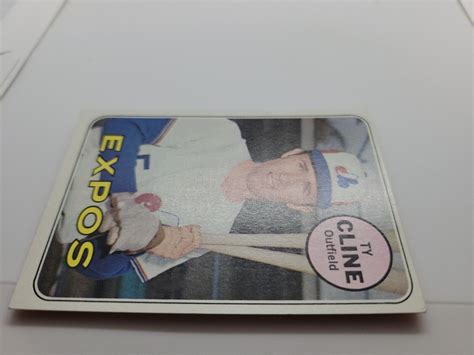 TY
CLINE
Outfield
EXPOS